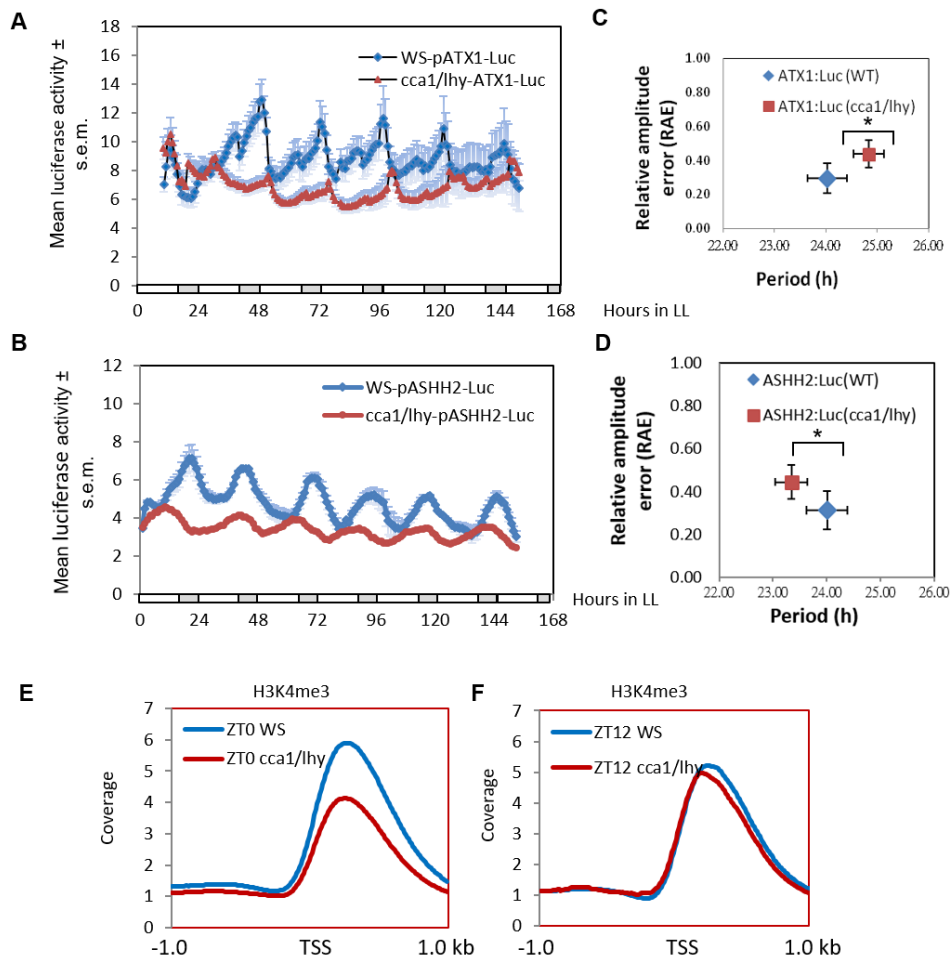 A
Mean luciferase activity ± s.e.m.
18
16
14
12
10
8
6
4
2
0
WS-pATX1-Luc
cca1/lhy-ATX1-Luc
0 24 48 72 96 120 144 168
Hours in LL
C
Relative amplitude error (RAE)
1.00
0.80
0.60
0.40
0.20
0.00
ATX1:Luc (WT)
ATX1:Luc (cca1/lhy)
*
22.00 23.00 24.00 25.00 26.00
Period (h)
B
Mean luciferase activity ± s.e.m.
12
10
8
6
4
2
0
WS-pASHH2-Luc
cca1/lhy-pASHH2-Luc
Hours in LL
0 24 48 72 96 120 144 168
D
Relative amplitude error (RAE)
1.00
0.80
0.60
0.40
0.20
0.00
ASHH2:Luc(WT)
ASHH2:Luc(cca1/lhy)
*
22.00 23.00 24.00 25.00 26.00
Period (h)
E
H3K4me3
Coverage
7
6
5
4
3
2
1
0
ZT0 WS
ZT0 cca1/lhy
-1.0 TSS 1.0 kb
F
H3K4me3
Coverage
7
6
5
4
3
2
1
0
ZT12 WS
ZT12 cca1/lhy
-1.0 TSS 1.0 kb